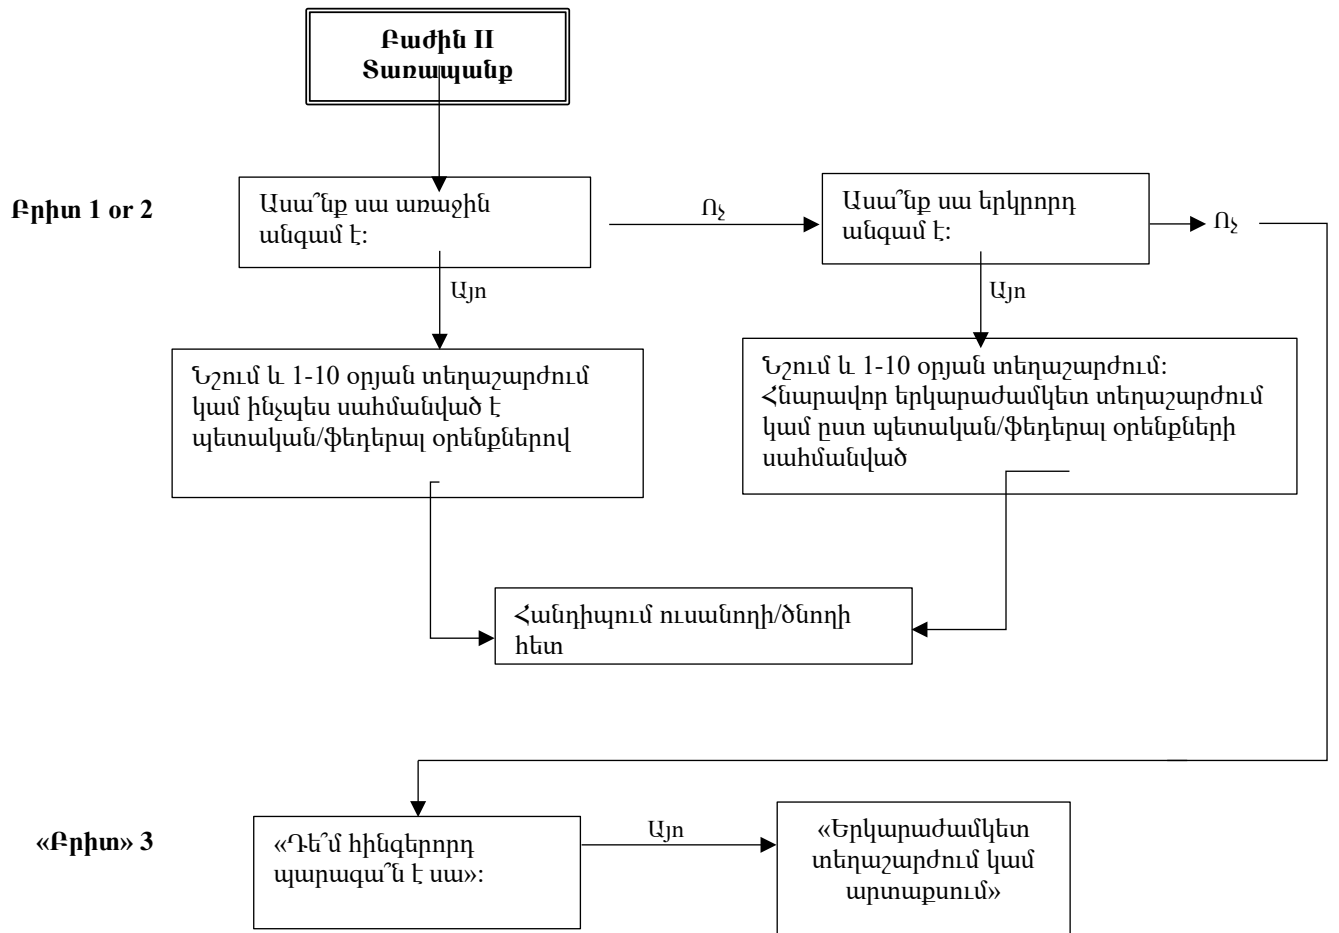 Բաժին II
Տառապանք
Բրիտ 1 or 2
Ասա՞նք սա առաջին
անգամ է:
Ոչ
Ասա՞նք սա երկրորդ
անգամ է:
Ոչ
Այո
Այո
Նշում և 1-10 օրյան տեղաշարժում
կամ ինչպես սահմանված է
պետական/ֆեդերալ օրենքներով
Նշում և 1-10 օրյան տեղաշարժում:
Հնարավոր երկարաժամկետ տեղաշարժում
կամ ըստ պետական/ֆեդերալ օրենքների
սահմանված
Հանդիպում ուսանողի/ծնողի
հետ
«Բրիտ» 3
«Դե՞մ հինգերորդ
պարագա՞ն է սա»:
Այո
«Երկարաժամկետ
տեղաշարժում կամ
արտաքսում»